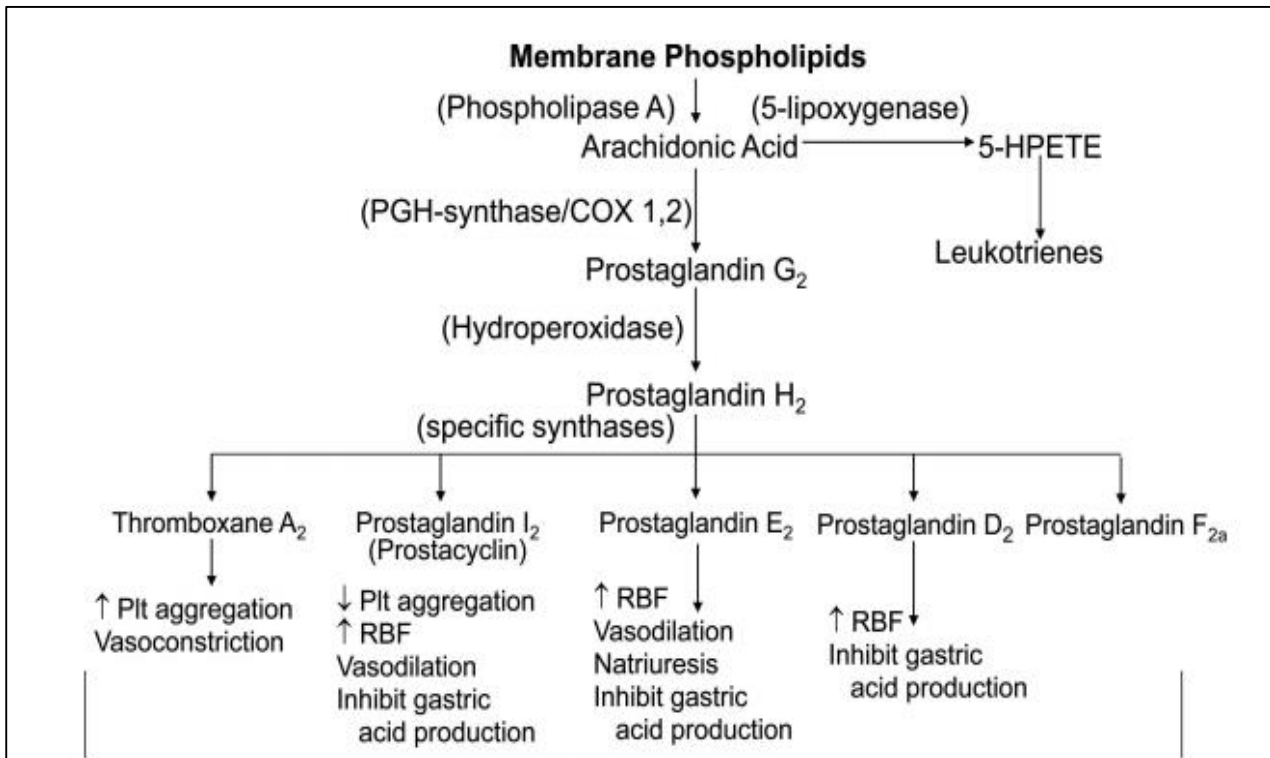 Membrane Phospholipids
(Phospholipase A) (5-lipoxygenase)
Arachidonic Acid 5-HPETE
(PGH-synthase/COX 1,2)
Leukotrienes
Prostaglandin G₂
(Hydroperoxidase)
Prostaglandin H₂
(specific synthases)
Thromboxane A₂
↑ Plt aggregation
Vasoconstriction
Prostaglandin I₂
(Prostacyclin)
↓ Plt aggregation
↑ RBF
Vasodilation
Inhibit gastric
acid production
Prostaglandin E₂
↑ RBF
Vasodilation
Natriuresis
Inhibit gastric
acid production
Prostaglandin D₂
↑ RBF
Inhibit gastric
acid production
Prostaglandin F₂ₐ